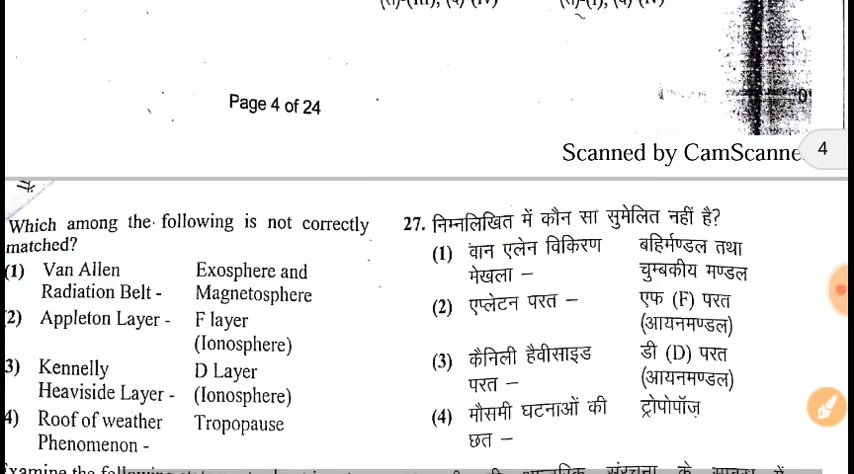 Page 4 of 24
Scanned by CamScanne
4
Which among the following is not correctly
matched?
(1) Van Allen Exosphere and
Radiation Belt - Magnetosphere
2) Appleton Layer - F layer
(Ionosphere)
3) Kennelly D Layer
Heaviside Layer - (Ionosphere)
4) Roof of weather Tropopause
Phenomenon -
27. निम्नलिखित में कौन सा सुमेलित नहीं है?
(1) वान एलेन विकिरण बहिर्मण्डल तथा
मेखला – चुम्बकीय मण्डल
(2) एप्लेटन परत – एफ (F) परत
(आयनमण्डल)
(3) कैनिली हैवीसाइड डी (D) परत
परत – (आयनमण्डल)
(4) मौसमी घटनाओं की ट्रोपोपॉज़
छत –